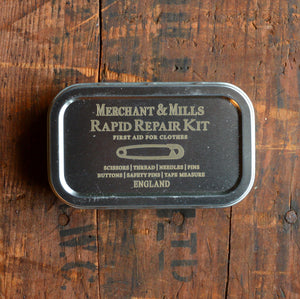 MERCHANT & MILLS
RAPID REPAIR KIT
FIRST AID FOR CLOTHES
SCISSORS | THREAD | NEEDLES | PINS
BUTTONS | SAFETY PINS | TAPE MEASURE
ENGLAND